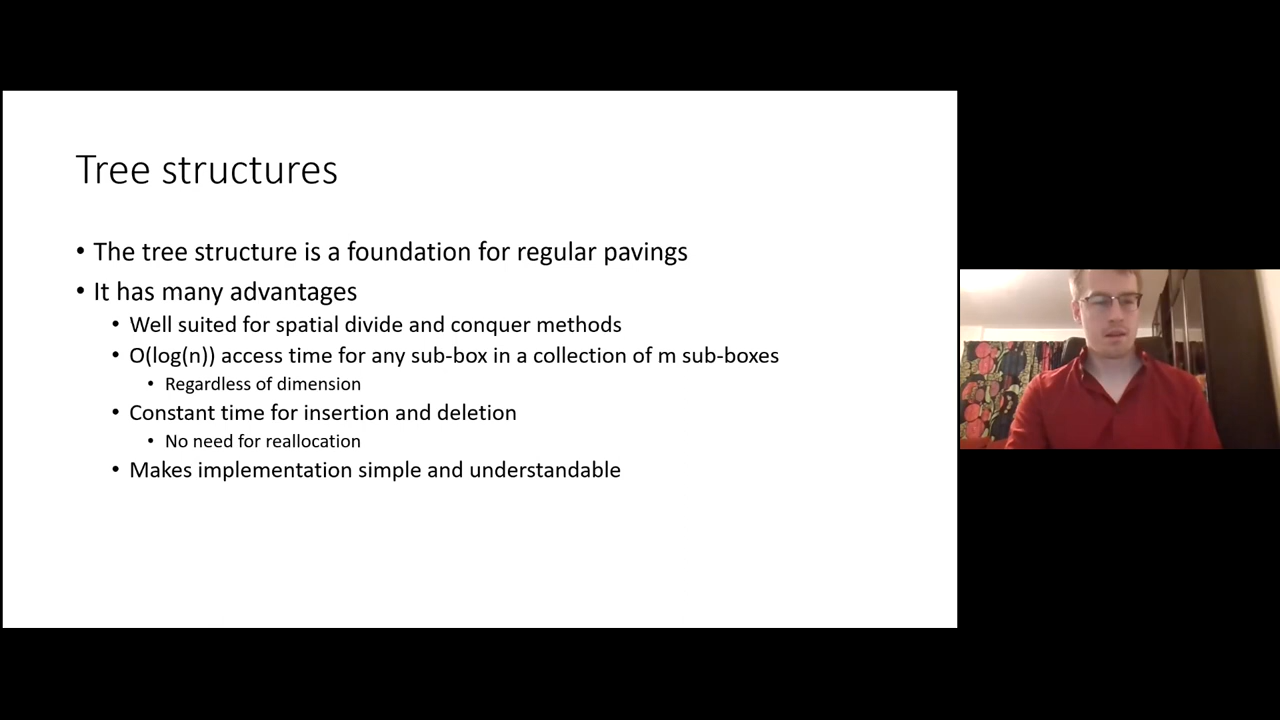 Tree structures
• The tree structure is a foundation for regular pavings
• It has many advantages
• Well suited for spatial divide and conquer methods
• O(log(n)) access time for any sub-box in a collection of m sub-boxes
• Regardless of dimension
• Constant time for insertion and deletion
• No need for reallocation
• Makes implementation simple and understandable